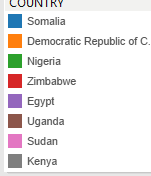 COUNTRY
Somalia
Democratic Republic of C.
Nigeria
Zimbabwe
Egypt
Uganda
Sudan
Kenya